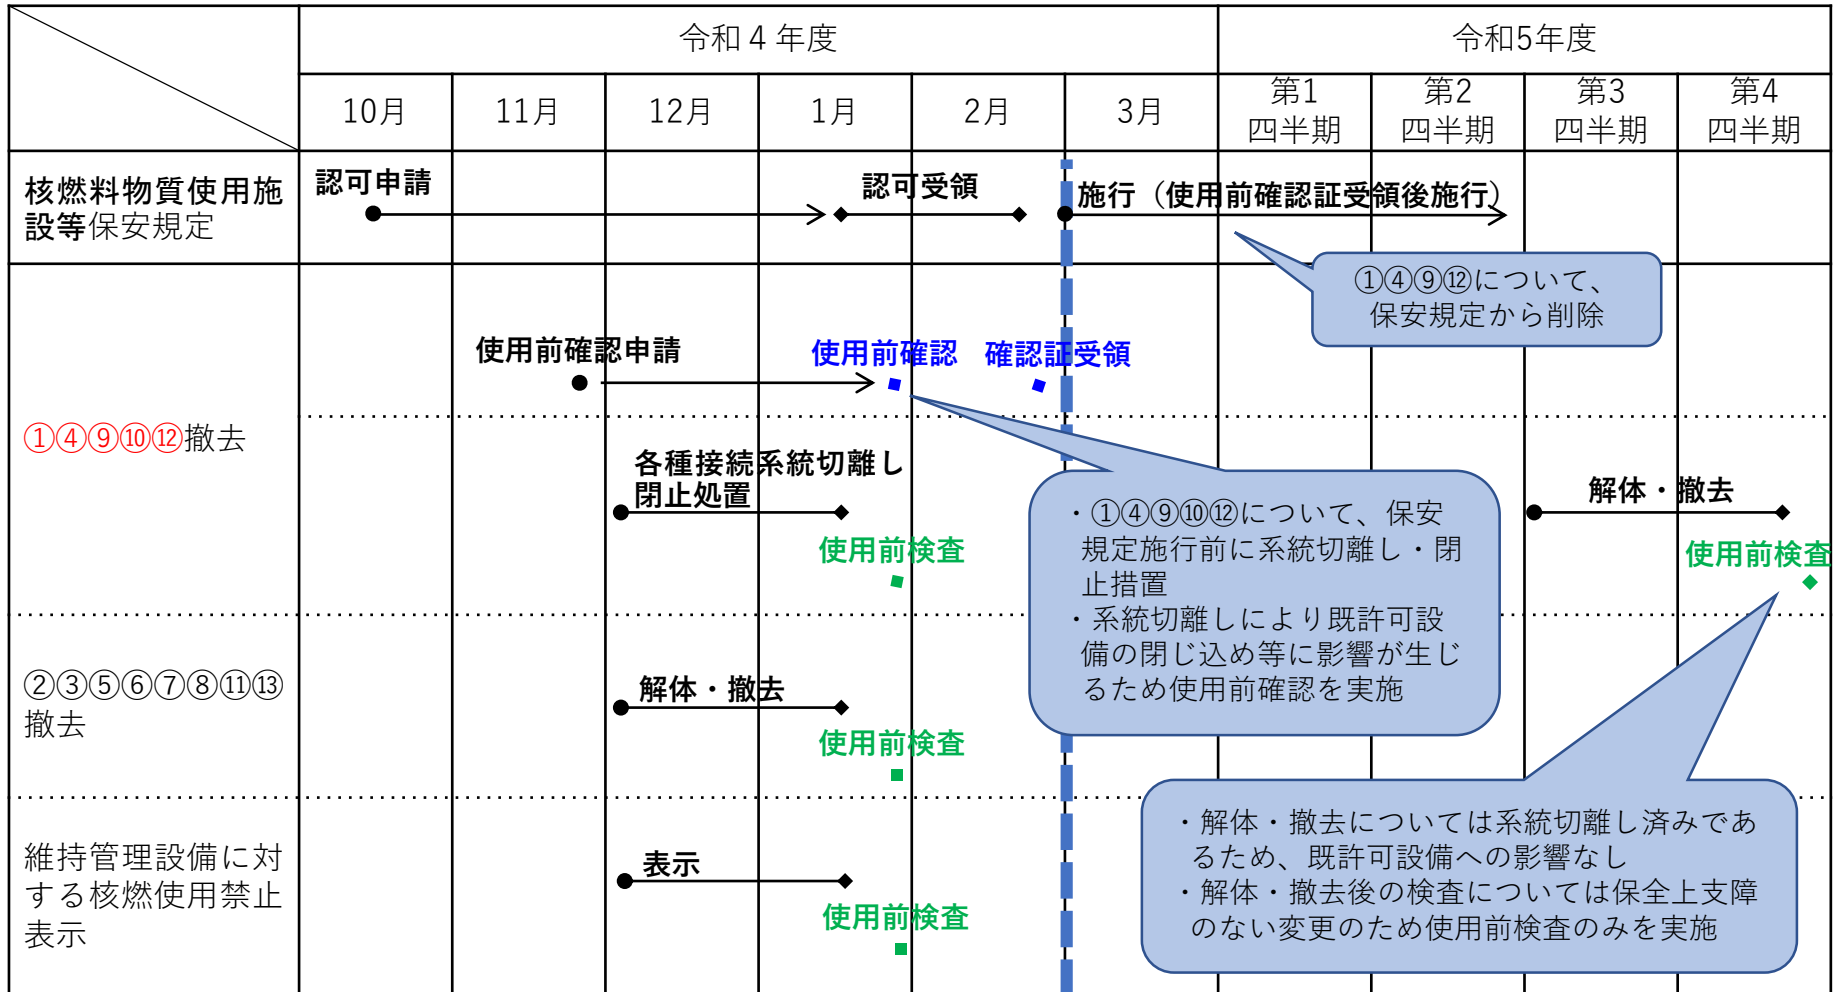 令和４年度
令和5年度
10月
11月
12月
1月
2月
3月
第1
四半期
第2
四半期
第3
四半期
第4
四半期
核燃料物質使用施
設等保安規定
認可申請
認可受領
施行（使用前確認証受領後施行）
①④⑨⑫について、
保安規定から削除
①④⑨⑩⑫撤去
使用前確認申請
使用前確認
確認証受領
各種接続系統切離し
閉止処置
使用前検査
・①④⑨⑩⑫について、保安
規定施行前に系統切離し・閉
止措置
・系統切離しにより既許可設
備の閉じ込め等に影響が生じ
るため使用前確認を実施
解体・撤去
使用前検査
②③⑤⑥⑦⑧⑪⑬
撤去
解体・撤去
使用前検査
維持管理設備に対
する核燃使用禁止
表示
表示
使用前検査
・解体・撤去については系統切離し済みであ
るため、既許可設備への影響なし
・解体・撤去後の検査については保全上支障
のない変更のため使用前検査のみを実施